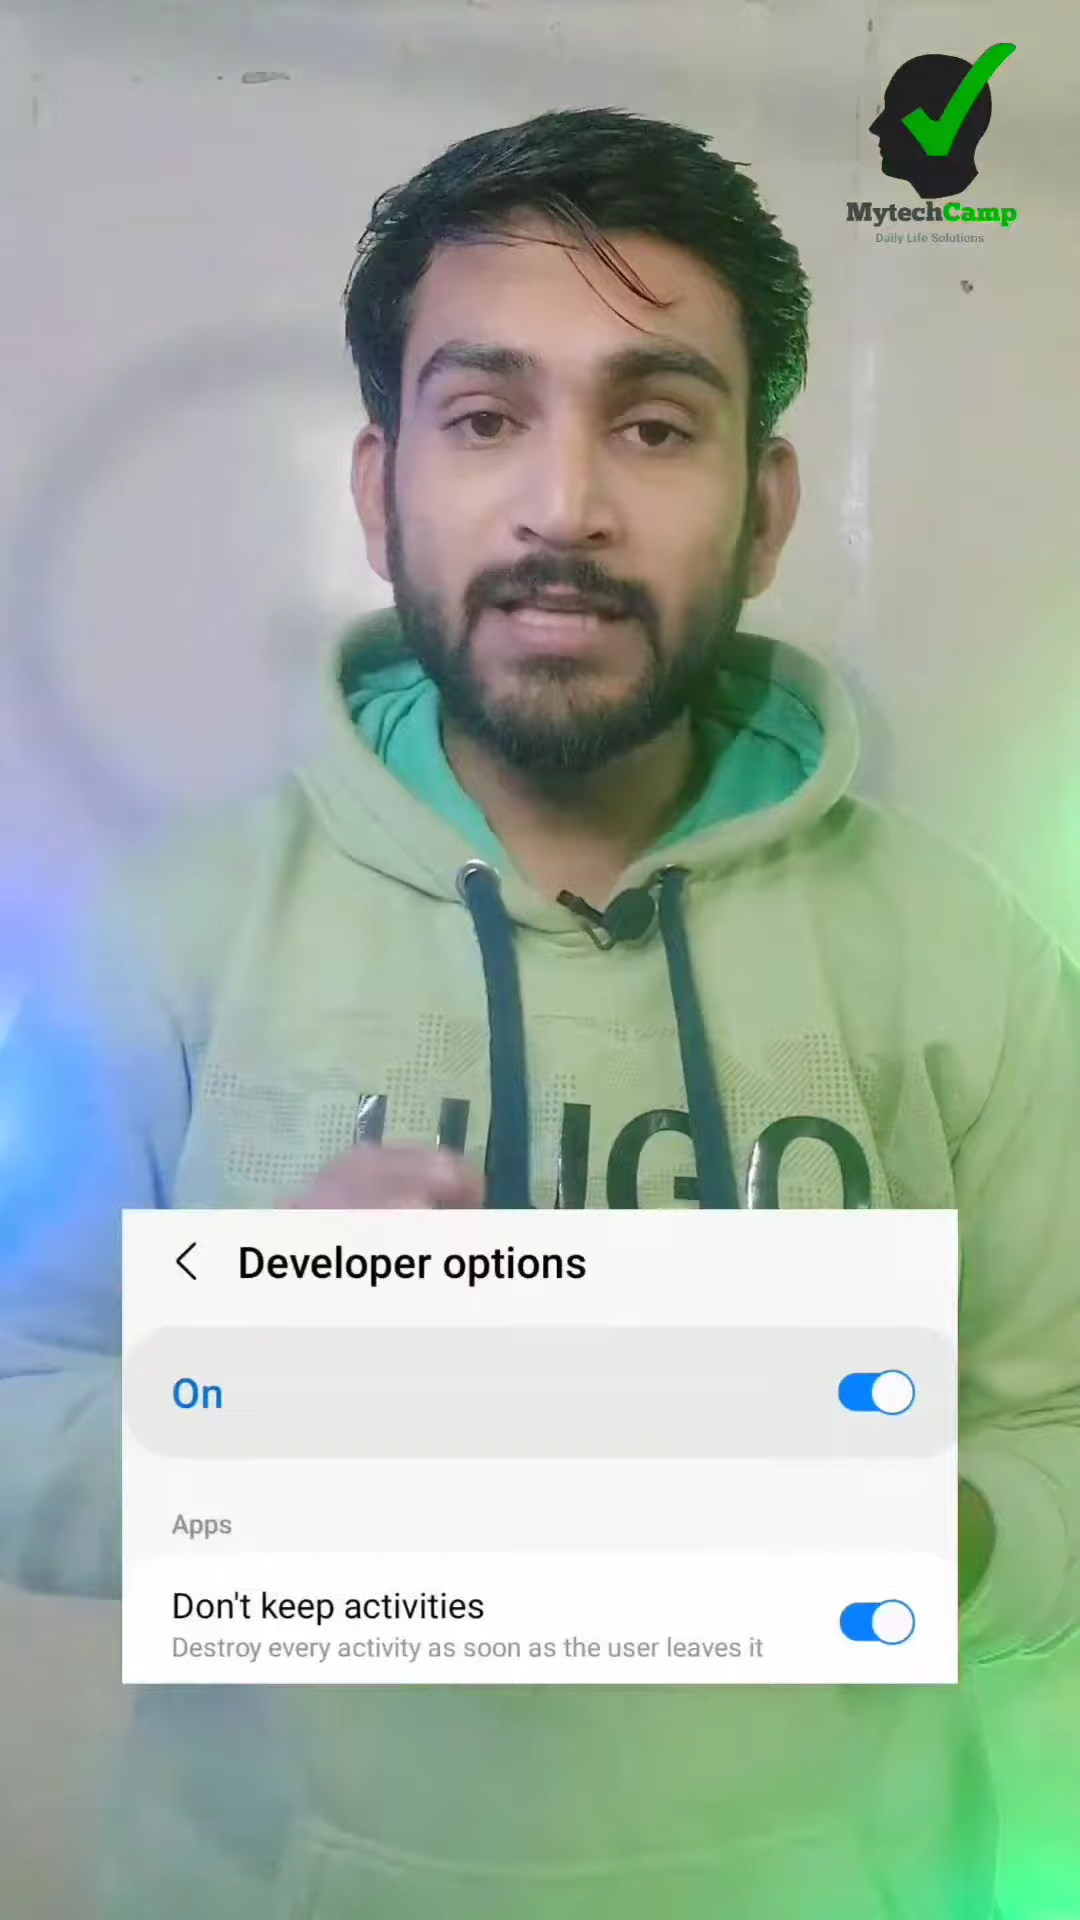 MytechCamp
Daily Life Solutions
HUGO
Developer options
On
Apps
Don't keep activities
Destroy every activity as soon as the user leaves it